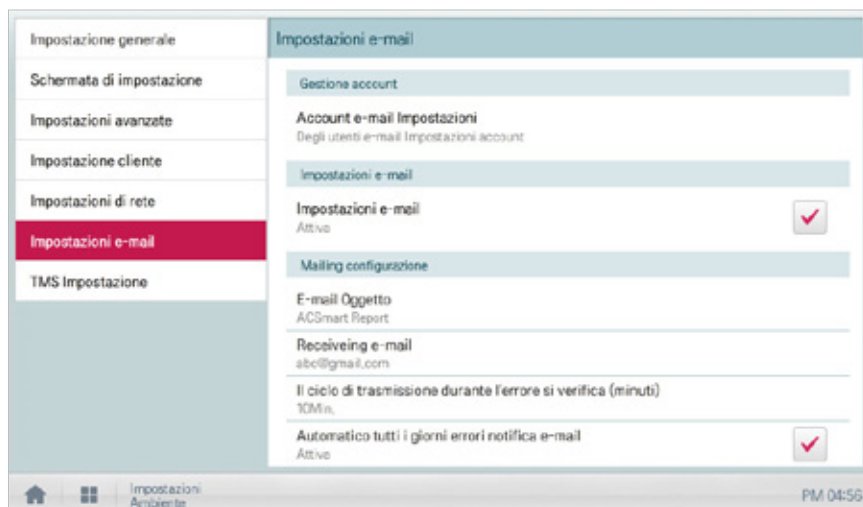 Impostazione generale
Schermata di impostazione
Impostazioni avanzate
Impostazione cliente
Impostazioni di rete
Impostazioni e-mail
TMS Impostazione
Impostazioni e-mail
Gestione account
Account e-mail Impostazioni
Degli utenti e-mail Impostazioni account
Impostazioni e-mail
Impostazioni e-mail
Attiva
Mailing configurazione
E-mail Oggetto
ACSmart Report
Receiveing e-mail
abc@gmail.com
Il ciclo di trasmissione durante l'errore si verifica (minuti)
10Min.
Automatico tutti i giorni errori notifica e-mail
Attiva
Impostazioni
Ambiente
PM 04:56